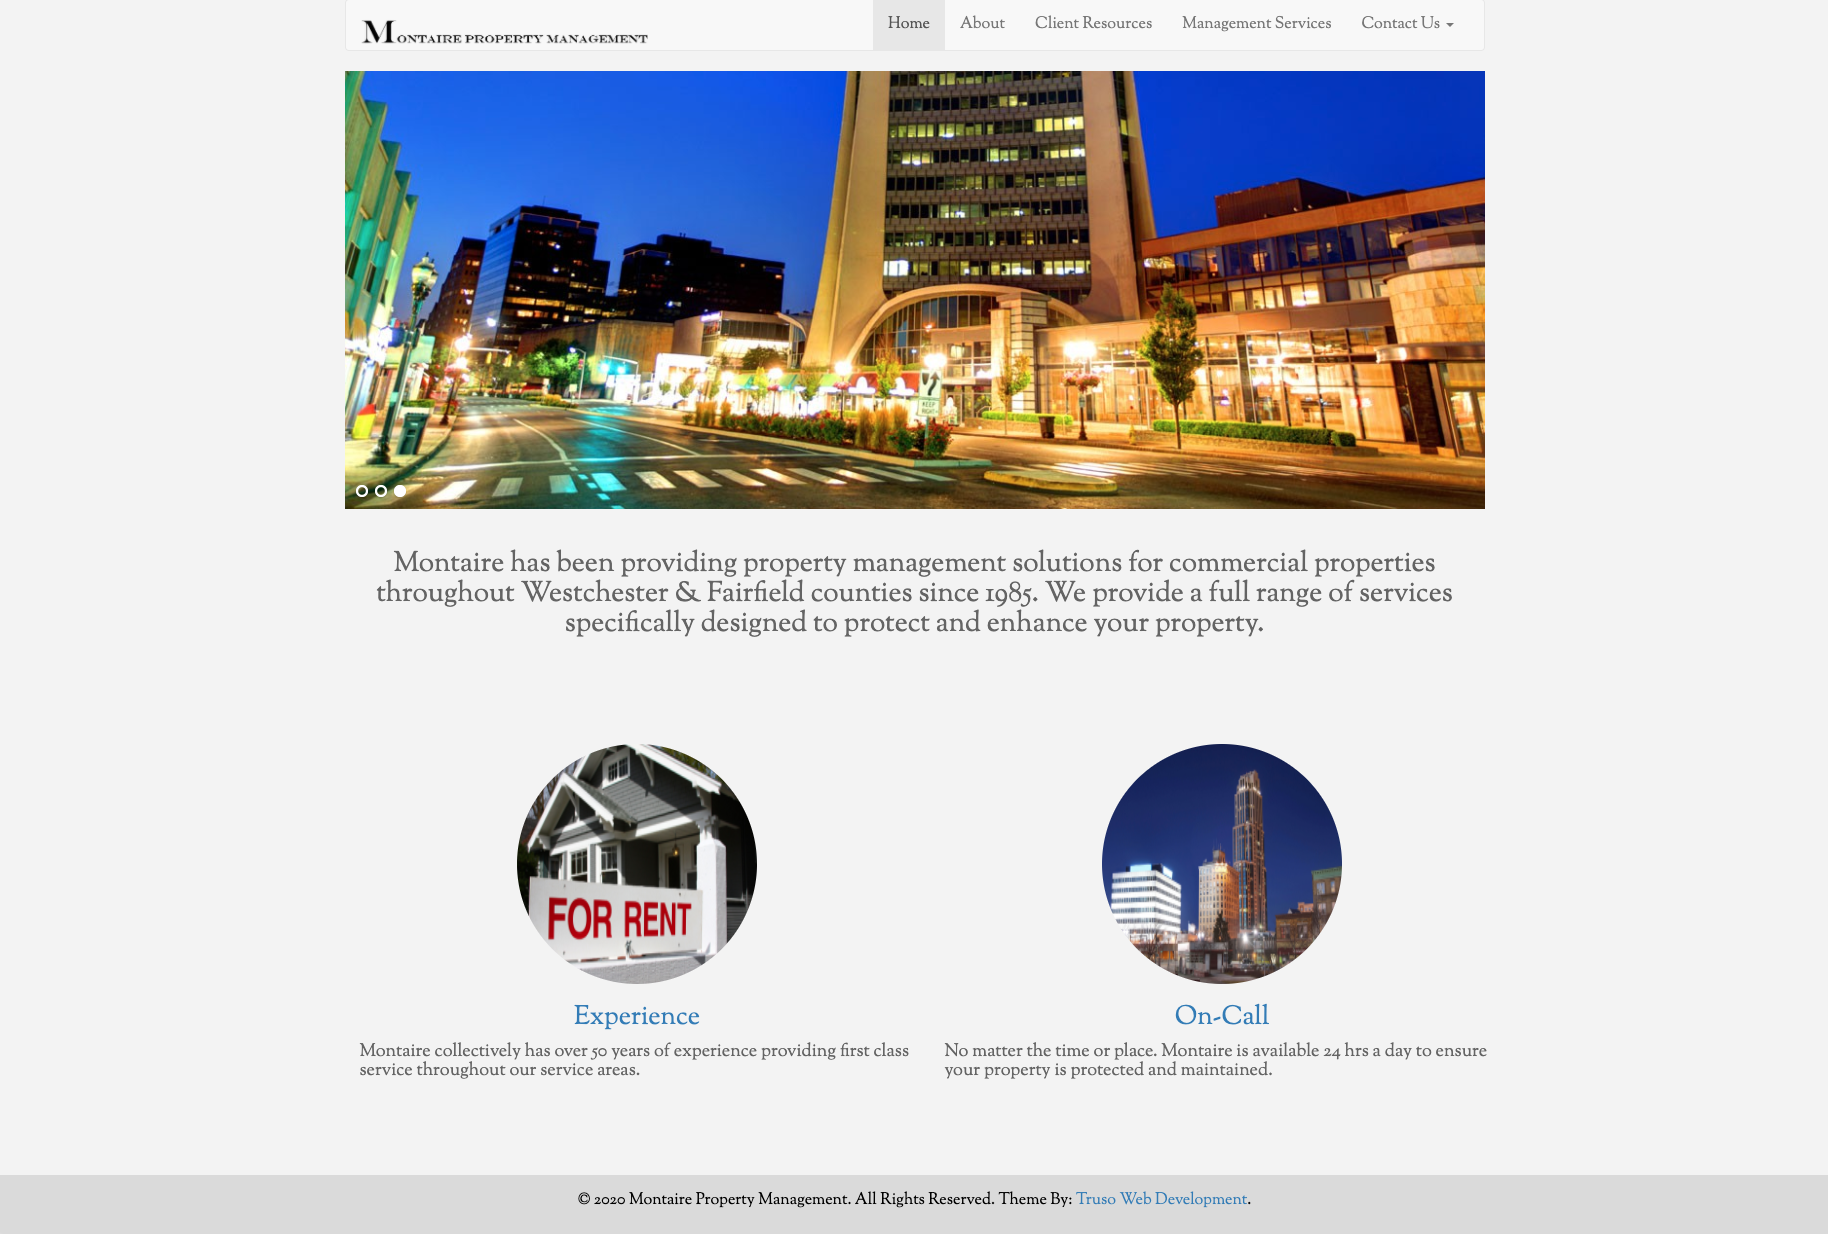 Montaire property management
Home
About
Client Resources
Management Services
Contact Us
KEEP
RIGHT
Montaire has been providing property management solutions for commercial properties
throughout Westchester & Fairfield counties since 1985. We provide a full range of services
specifically designed to protect and enhance your property.
FOR RENT
Experience
Montaire collectively has over 50 years of experience providing first class
service throughout our service areas.
On-Call
No matter the time or place. Montaire is available 24 hrs a day to ensure
your property is protected and maintained.
© 2020 Montaire Property Management. All Rights Reserved. Theme By: Truso Web Development.